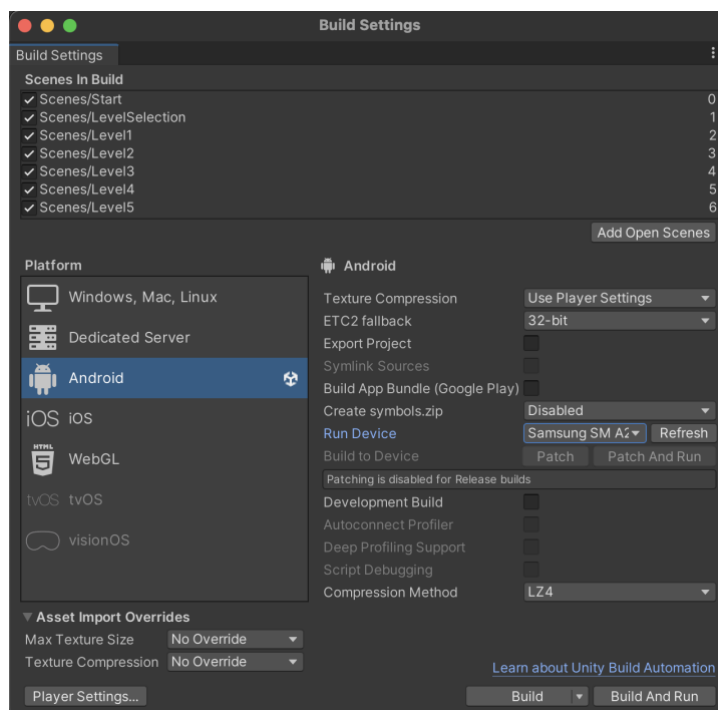 Build Settings
Build Settings
Scenes In Build
Scenes/Start 0
Scenes/LevelSelection 1
Scenes/Level1 2
Scenes/Level2 3
Scenes/Level3 4
Scenes/Level4 5
Scenes/Level5 6
Add Open Scenes
Platform
Windows, Mac, Linux
Dedicated Server
Android
iOS iOS
HTML 5 WebGL
tvOS tvOS
visionOS
Android
Texture Compression Use Player Settings
ETC2 fallback 32-bit
Export Project
Symlink Sources
Build App Bundle (Google Play)
Create symbols.zip Disabled
Run Device Samsung SM A2 Refresh
Build to Device Patch Patch And Run
Patching is disabled for Release builds
Development Build
Autoconnect Profiler
Deep Profiling Support
Script Debugging
Compression Method LZ4
Asset Import Overrides
Max Texture Size No Override
Texture Compression No Override
Learn about Unity Build Automation
Player Settings... Build Build And Run